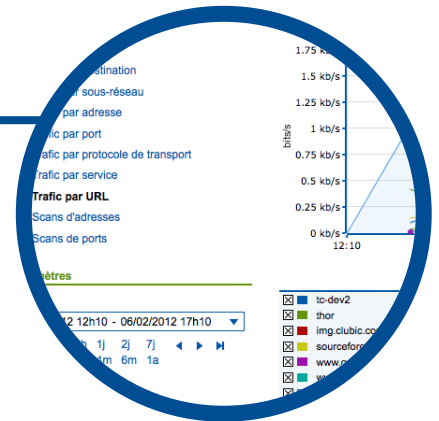 stination
sous-réseau
par adresse
fic par port
rafic par protocole de transport
Trafic par service
Trafic par URL
Scans d'adresses
Scans de ports
ètres
12 12h10 - 06/02/2012 17h10
1j 2j 7j
4m 6m 1a
1.75 kb/s
1.5 kb/s
1.25 kb/s
1 kb/s
0.75 kb/s
0.5 kb/s
0.25 kb/s
0 kb/s
bits/s
12:10
tc-dev2
thor
img.clubic.co
sourceforg
www.g